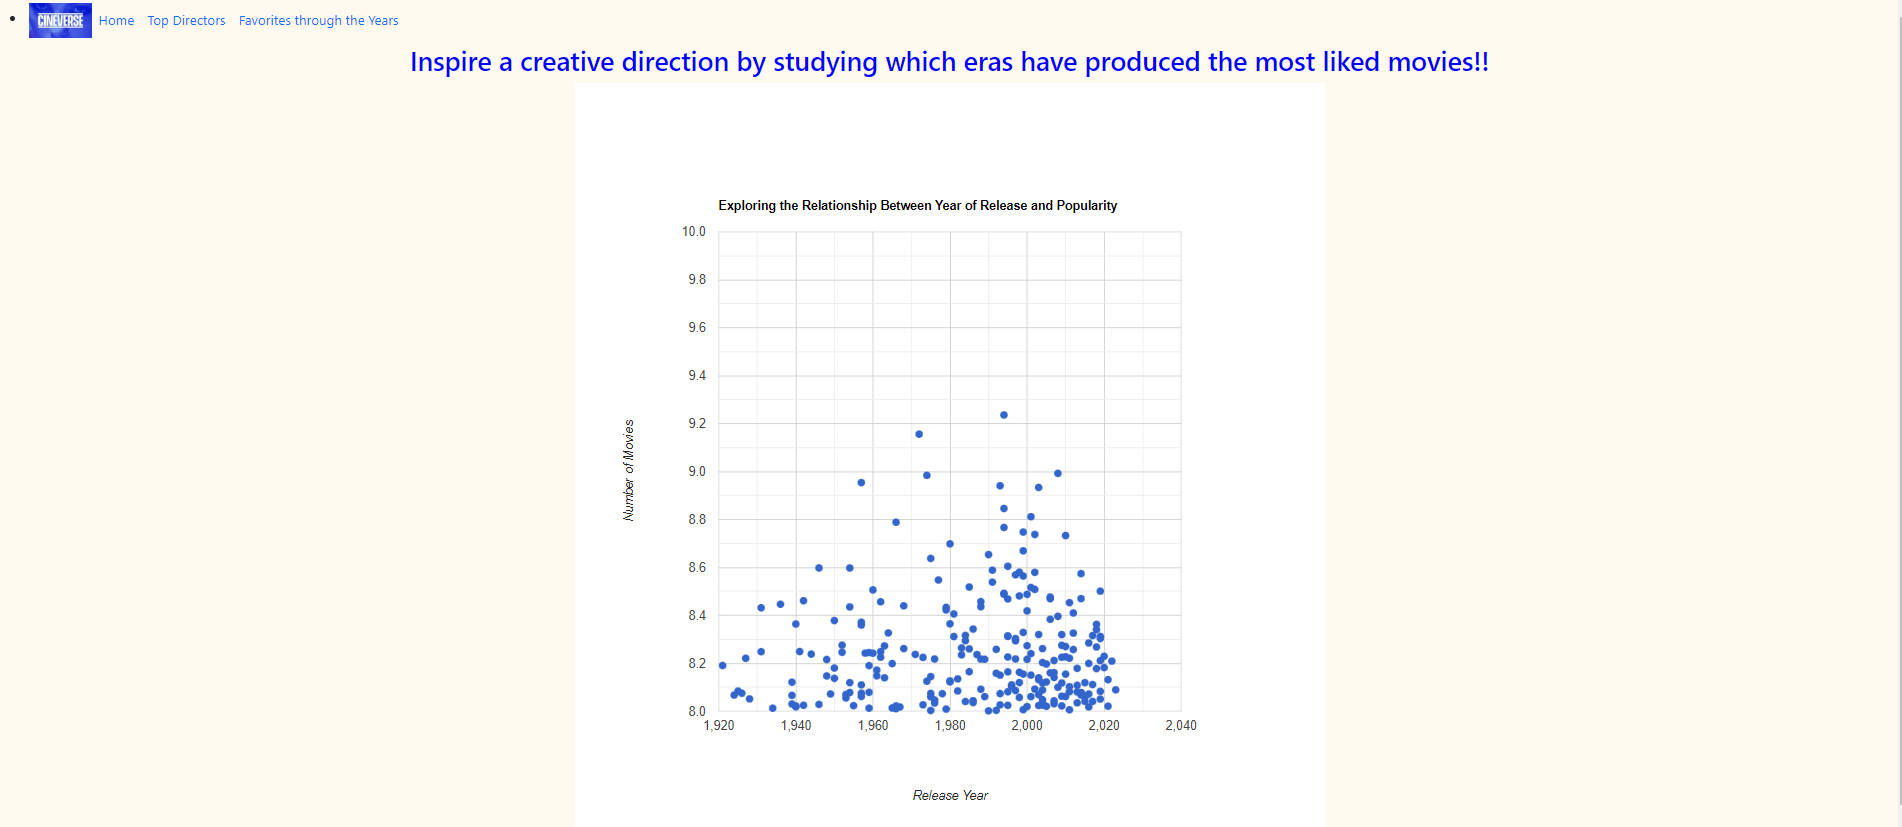 CINEVERSE Home Top Directors Favorites through the Years
Inspire a creative direction by studying which eras have produced the most liked movies!!
Exploring the Relationship Between Year of Release and Popularity
10.0
9.8
9.6
9.4
9.2
9.0
8.8
8.6
8.4
8.2
8.0
Number of Movies
1,920 1,940 1,960 1,980 2,000 2,020 2,040
Release Year